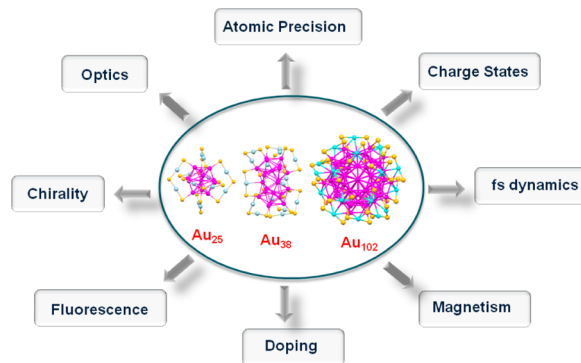 Atomic Precision
Optics
Charge States
Chirality
fs dynamics
Au25
Au38
Au102
Fluorescence
Magnetism
Doping